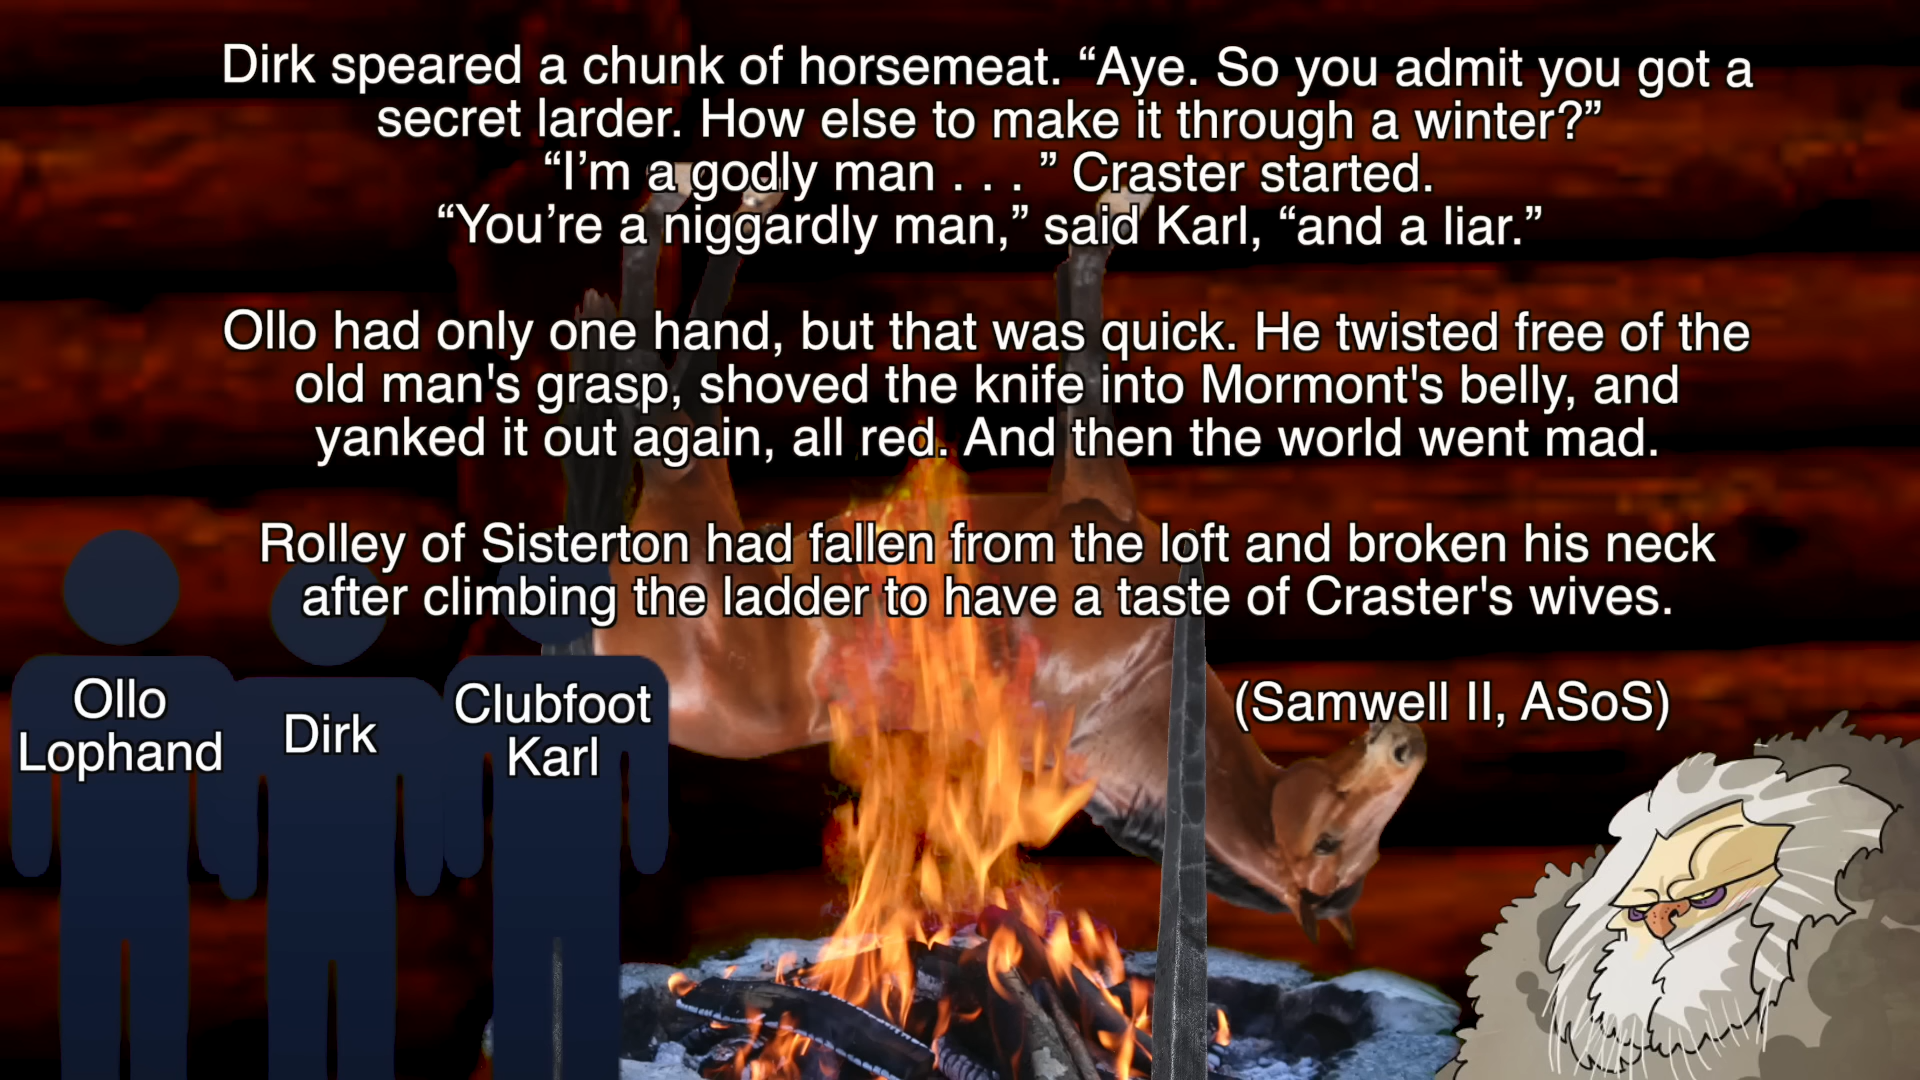 Dirk speared a chunk of horsemeat. “Aye. So you admit you got a
secret larder. How else to make it through a winter?”
“I’m a godly man . . . ” Craster started.
“You’re a niggardly man,” said Karl, “and a liar.”
Ollo had only one hand, but that was quick. He twisted free of the
old man's grasp, shoved the knife into Mormont's belly, and
yanked it out again, all red. And then the world went mad.
Rolley of Sisterton had fallen from the loft and broken his neck
after climbing the ladder to have a taste of Craster's wives.
(Samwell II, ASoS)
Ollo
Lophand
Dirk
Clubfoot
Karl